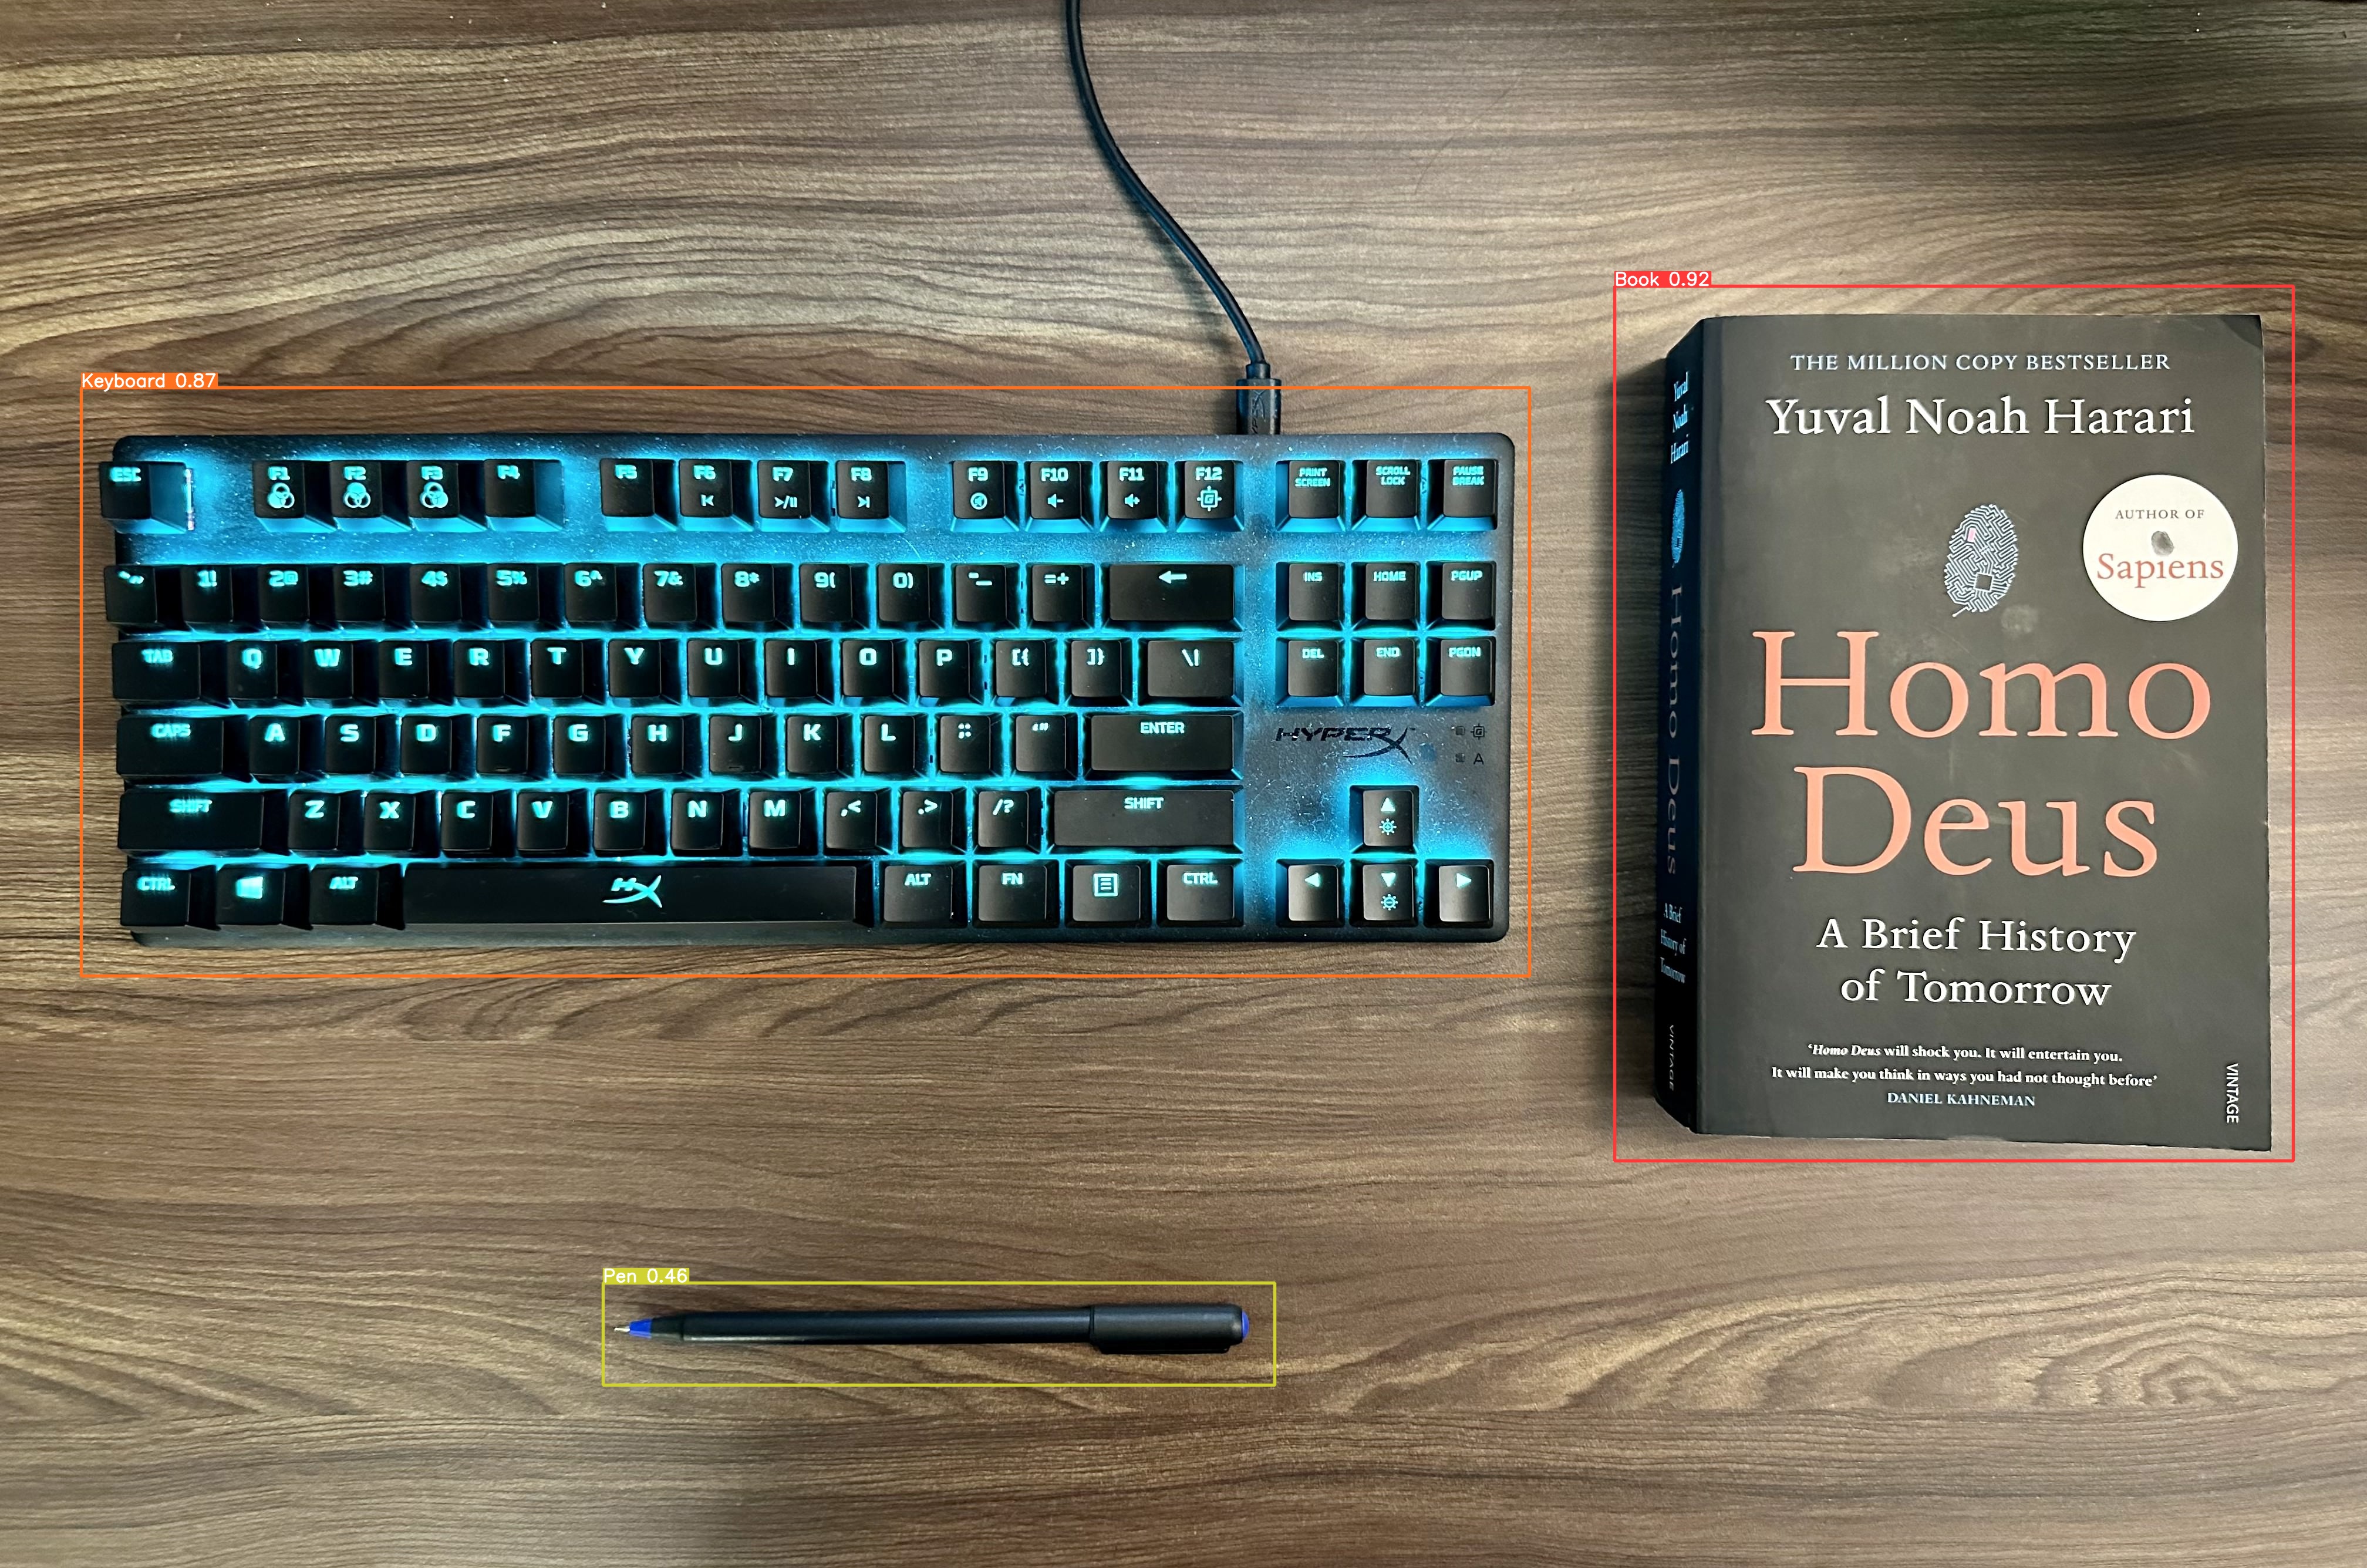 Keyboard 0.87
ESC F1 F2 F3 F4 F5 F6 F7 F8 F9 F10 F11 F12 PRINT SCREEN SCROLL LOCK PAUSE BREAK
1! 2@ 3# 4$ 5% 6^ 7& 8* 9( 0) -_ =+ INS HOME PGUP
TAB Q W E R T Y U I O P [{ ]} \| DEL END PGDN
CAPS A S D F G H J K L ;: '" ENTER
HYPERX
A
SHIFT Z X C V B N M ,< .> /? SHIFT
CTRL ALT HX ALT FN CTRL
Book 0.92
THE MILLION COPY BESTSELLER
Yuval Noah Harari
AUTHOR OF
Sapiens
Homo
Deus
A Brief History
of Tomorrow
‘Homo Deus will shock you. It will entertain you.
It will make you think in ways you had not thought before’
DANIEL KAHNEMAN
VINTAGE
Yuval
Noah
Harari
Homo Deus
A Brief
History of
Tomorrow
VINTAGE
Pen 0.46